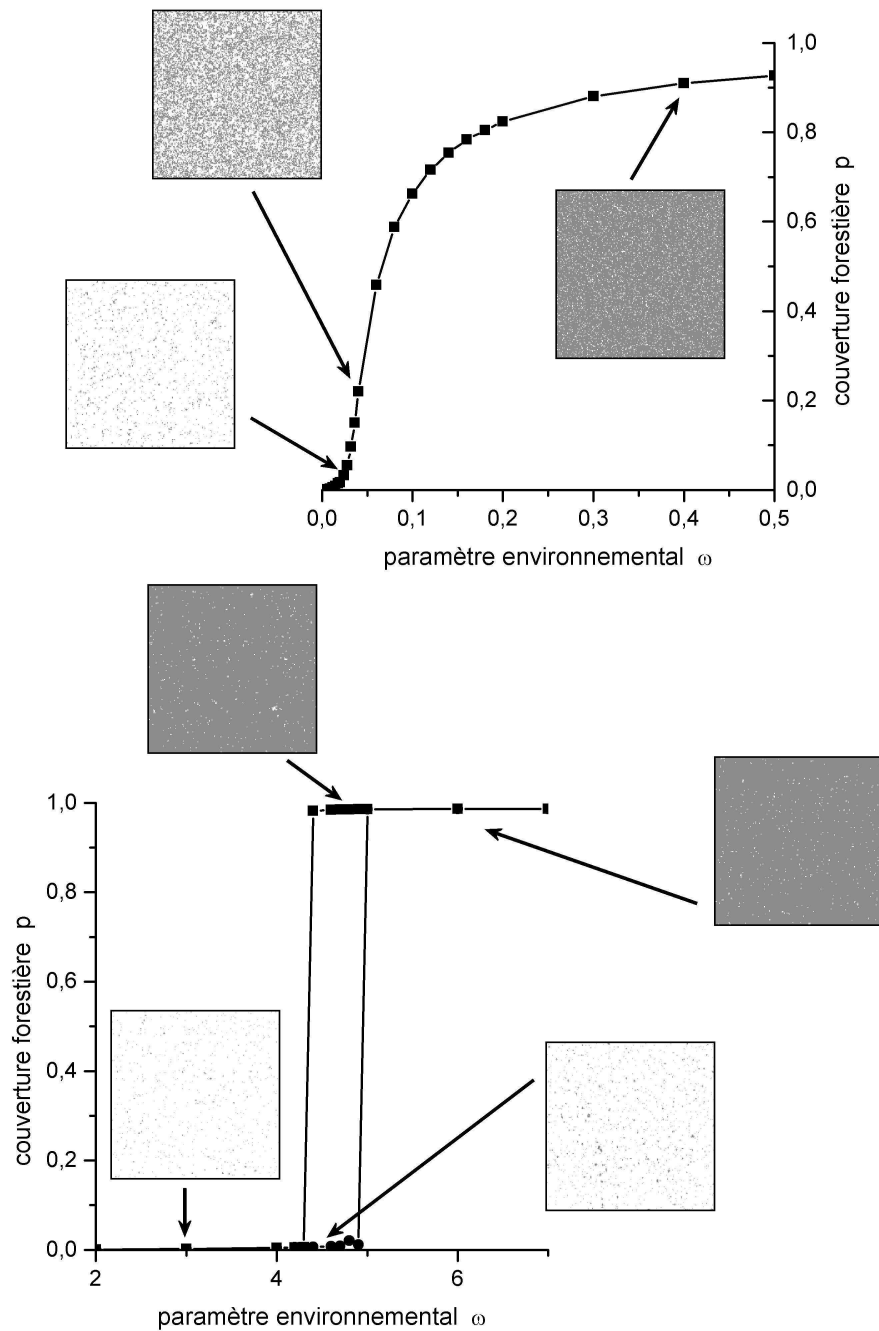 1,0
0,8
0,6
0,4
0,2
0,0
couverture forestière p
0,0 0,1 0,2 0,3 0,4 0,5
paramètre environnemental ω
1,0
0,8
0,6
0,4
0,2
0,0
couverture forestière p
2 4 6
paramètre environnemental ω